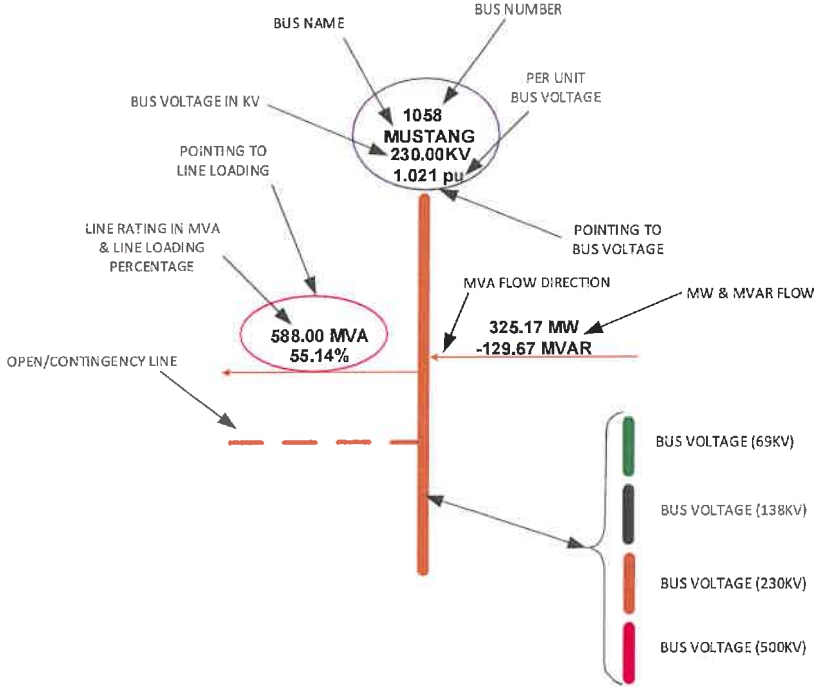 BUS NUMBER
BUS NAME
PER UNIT
BUS VOLTAGE
BUS VOLTAGE IN KV
1058
MUSTANG
230.00KV
1.021 pu
POINTING TO
LINE LOADING
LINE RATING IN MVA
& LINE LOADING
PERCENTAGE
POINTING TO
BUS VOLTAGE
MVA FLOW DIRECTION
MW & MVAR FLOW
588.00 MVA
55.14%
325.17 MW
-129.67 MVAR
OPEN/CONTINGENCY LINE
BUS VOLTAGE (69KV)
BUS VOLTAGE (138KV)
BUS VOLTAGE (230KV)
BUS VOLTAGE (500KV)